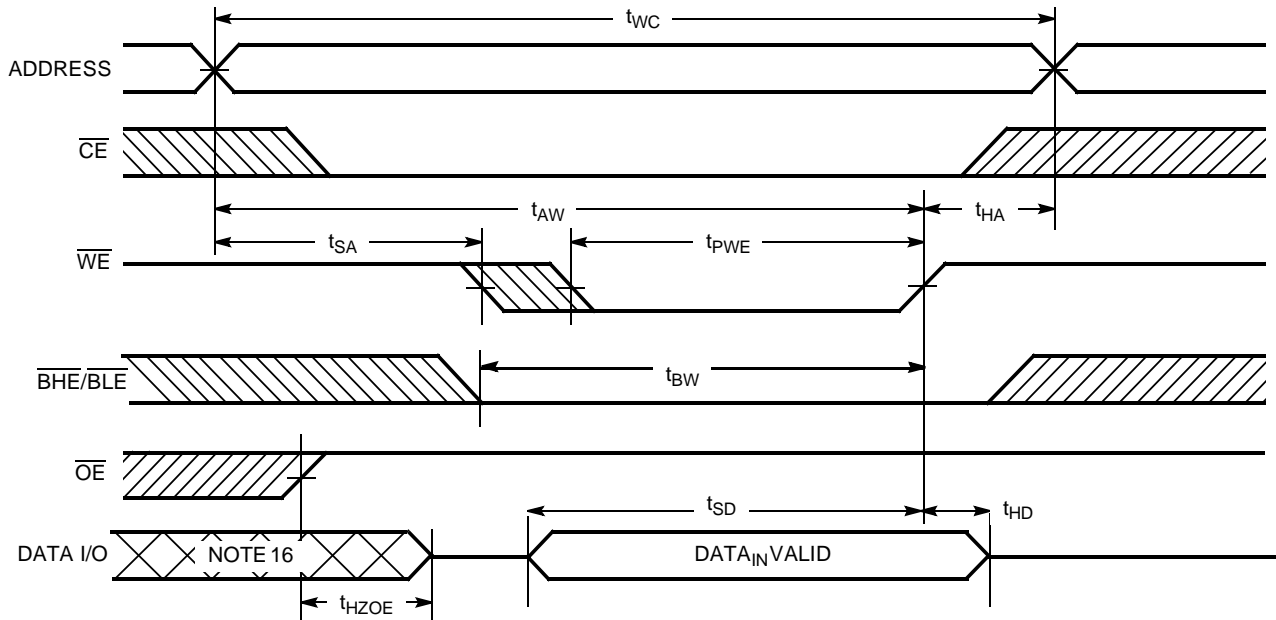 tWC
ADDRESS
CE
tAW
tHA
tSA
tPWE
WE
BHE/BLE
tBW
OE
tSD
tHD
DATA I/O
NOTE 16
DATAINVALID
tHZOE